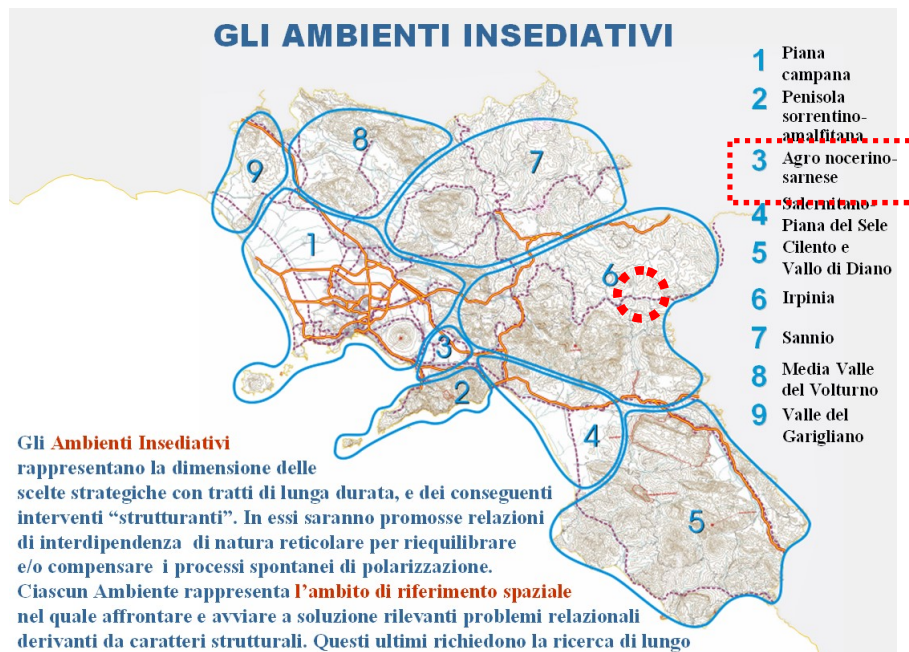 GLI AMBIENTI INSEDIATIVI
1 Piana
campana
2 Penisola
sorrentino-
amalfitana
3 Agro nocerino-
sarnese
4 Salernitano-
Piana del Sele
5 Cilento e
Vallo di Diano
6 Irpinia
7 Sannio
8 Media Valle
del Volturno
9 Valle del
Garigliano
9
8
7
1
6
3
2
4
5
Gli Ambienti Insediativi
rappresentano la dimensione delle
scelte strategiche con tratti di lunga durata, e dei conseguenti
interventi “strutturanti”. In essi saranno promosse relazioni
di interdipendenza di natura reticolare per riequilibrare
e/o compensare i processi spontanei di polarizzazione.
Ciascun Ambiente rappresenta l’ambito di riferimento spaziale
nel quale affrontare e avviare a soluzione rilevanti problemi relazionali
derivanti da caratteri strutturali. Questi ultimi richiedono la ricerca di lungo